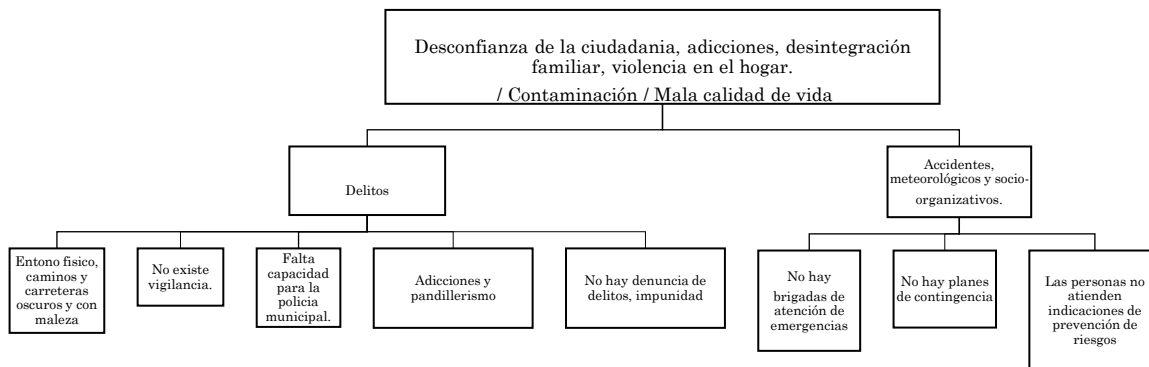 Desconfianza de la ciudadania, adicciones, desintegración
familiar, violencia en el hogar.
/ Contaminación / Mala calidad de vida
Delitos
Accidentes,
meteorológicos y socio-
organizativos.
Entono fisico,
caminos y
carreteras
oscuros y con
maleza
No existe
vigilancia.
Falta
capacidad
para la
policia
municipal.
Adicciones y
pandillerismo
No hay denuncia de
delitos, impunidad
No hay
brigadas de
atención de
emergencias
No hay planes
de contingencia
Las personas no
atienden
indicaciones de
prevención de
riesgos